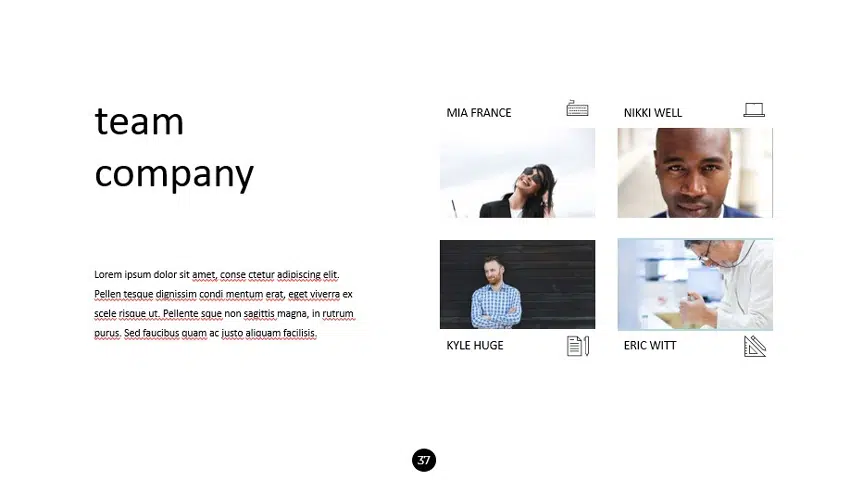 team
company
Lorem ipsum dolor sit amet, conse ctetur adipiscing elit.
Pellen tesque dignissim condi mentum erat, eget viverra ex
scele risque ut. Pellente sque non sagittis magna, in rutrum
purus. Sed faucibus quam ac justo aliquam facilisis.
MIA FRANCE
NIKKI WELL
KYLE HUGE
ERIC WITT
37